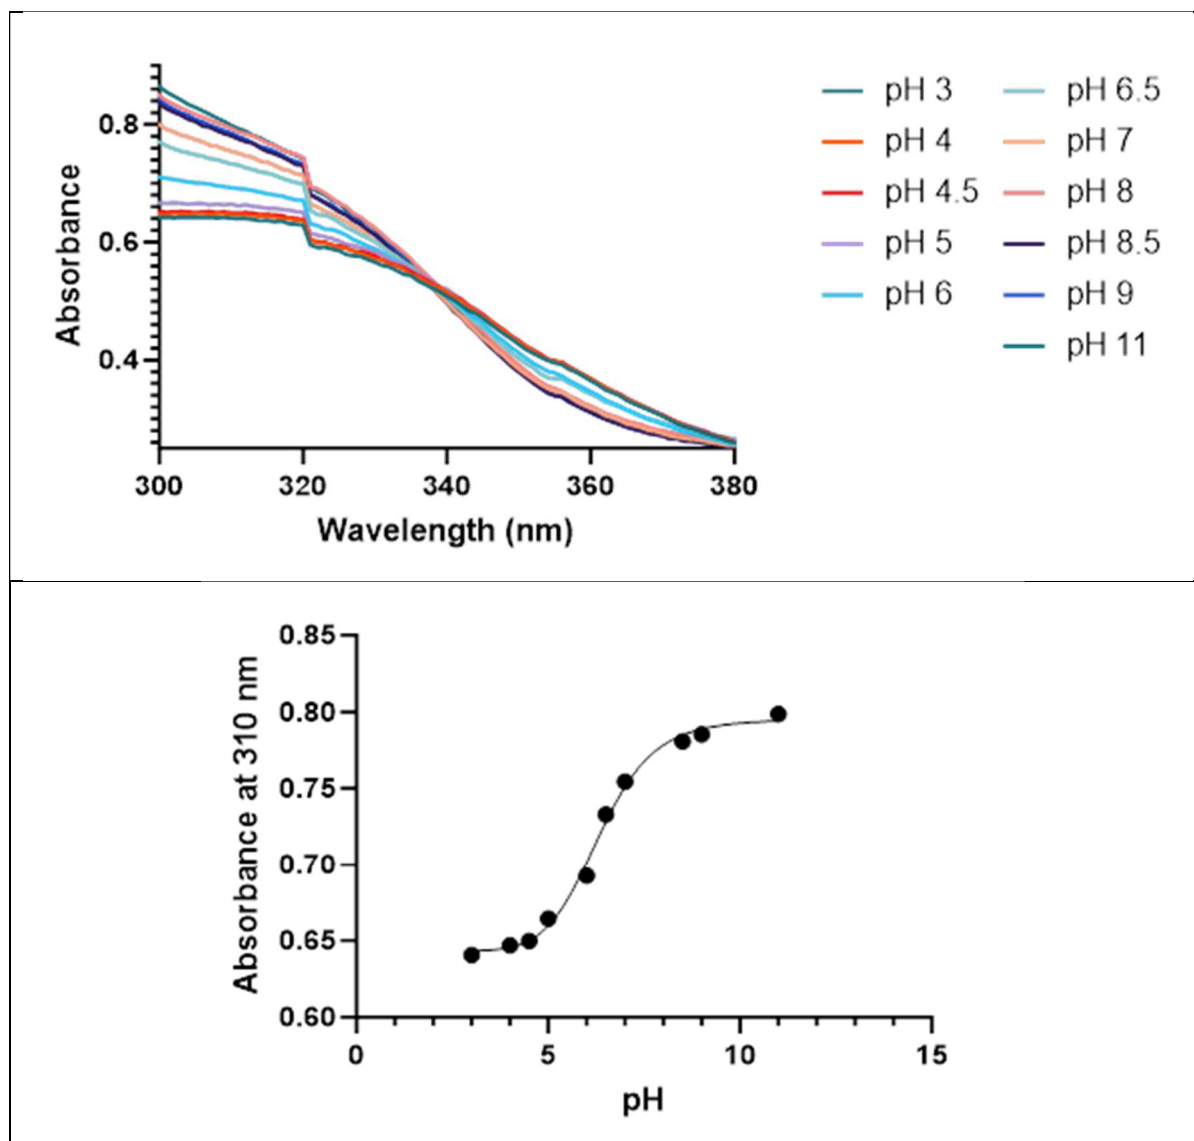 0.8
0.6
0.4
Absorbance
300 320 340 360 380
Wavelength (nm)
pH 3 pH 6.5
pH 4 pH 7
pH 4.5 pH 8
pH 5 pH 8.5
pH 6 pH 9
pH 11
0.85
0.80
0.75
0.70
0.65
0.60
Absorbance at 310 nm
0 5 10 15
pH